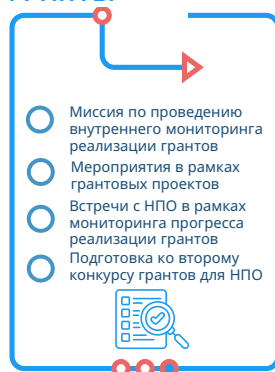 Миссия по проведению
внутреннего мониторинга
реализации грантов
Мероприятия в рамках
грантовых проектов
Встречи с НПО в рамках
мониторинга прогресса
реализации грантов
Подготовка ко второму
конкурсу грантов для НПО